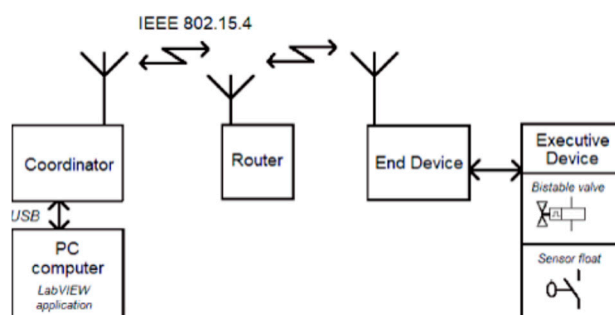 IEEE 802.15.4
Coordinator
Router
End Device
Executive
Device
Bistable valve
Sensor float
USB
PC
computer
LabVIEW
application